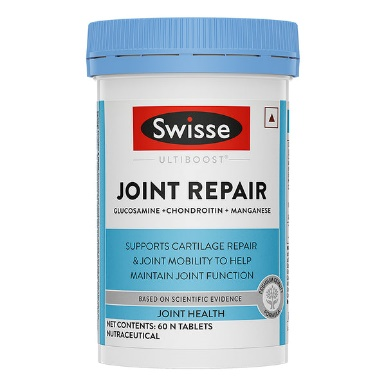 Swisse
ULTIBOOST
JOINT REPAIR
GLUCOSAMINE + CHONDROITIN + MANGANESE
SUPPORTS CARTILAGE REPAIR
& JOINT MOBILITY TO HELP
MAINTAIN JOINT FUNCTION
BASED ON SCIENTIFIC EVIDENCE
JOINT HEALTH
NET CONTENTS: 60 N TABLETS
NUTRACEUTICAL